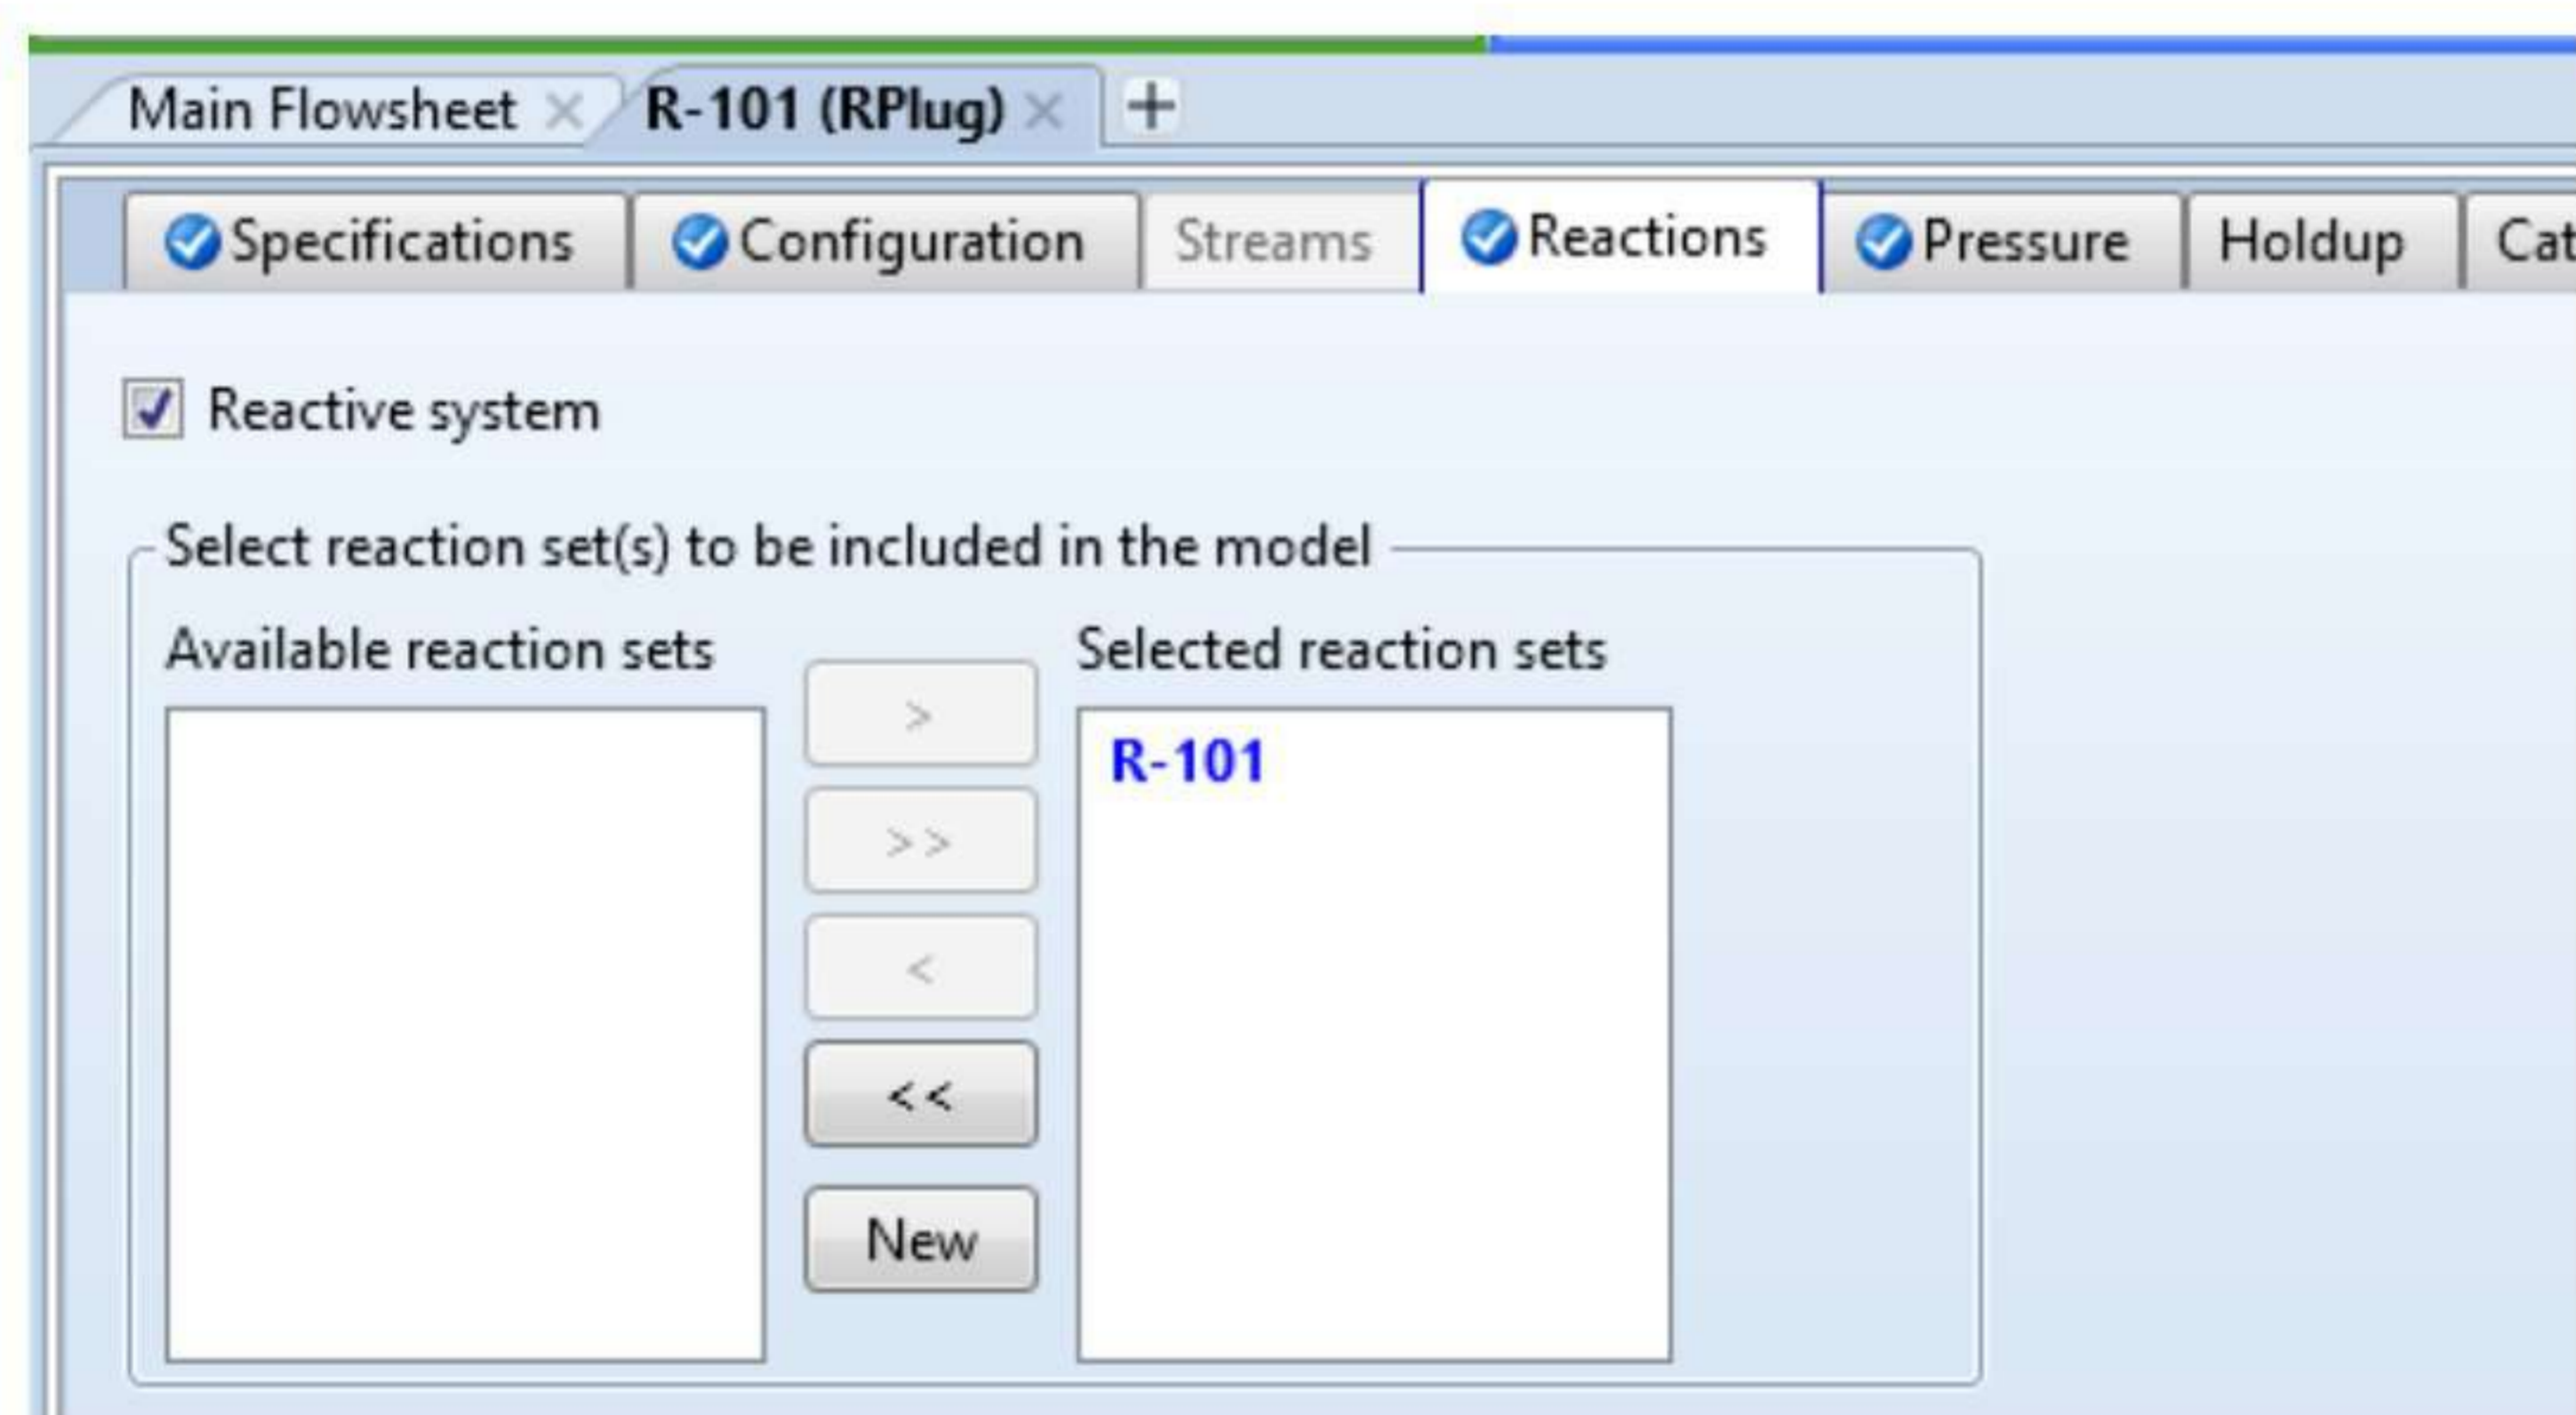 Main Flowsheet R-101 (RPlug) +
Specifications Configuration Streams Reactions Pressure Holdup
Reactive system
Select reaction set(s) to be included in the model
Available reaction sets Selected reaction sets
>
R-101
>>
<
<<
New